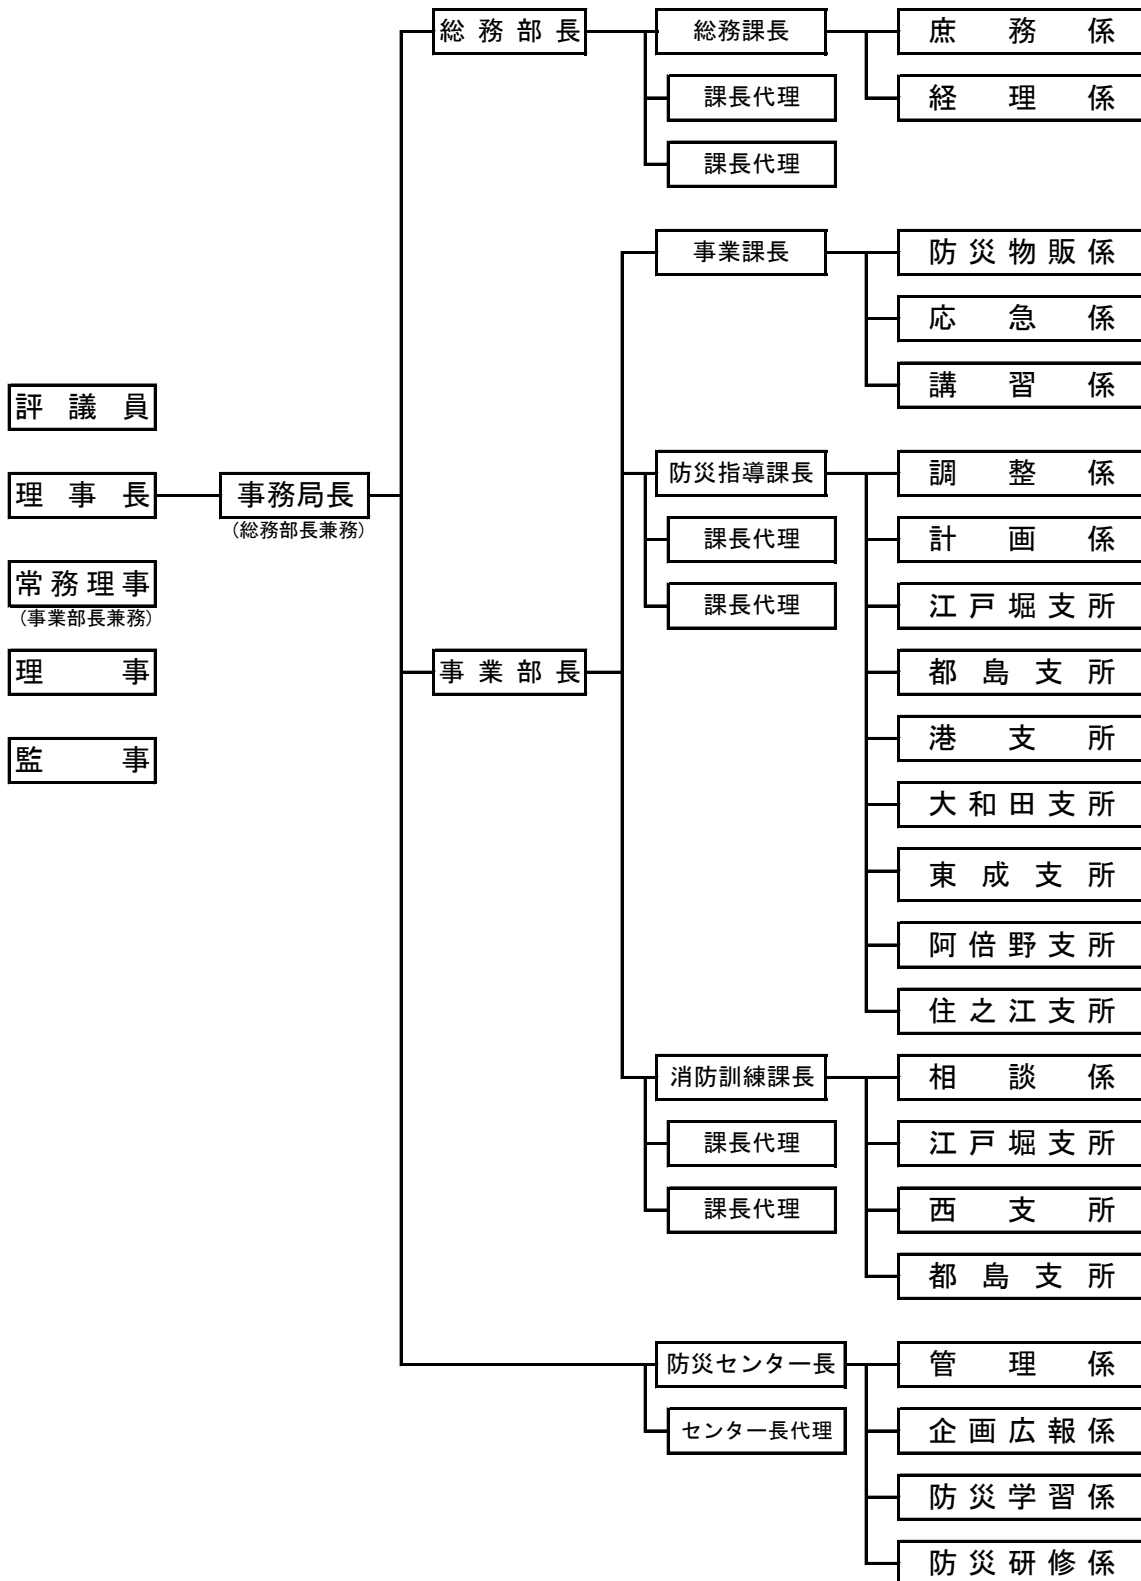 総務部長
総務課長
庶務係
課長代理
経理係
課長代理
事業課長
防災物販係
応急係
講習係
評議員
理事長
事務局長
(総務部長兼務)
防災指導課長
調整係
課長代理
計画係
常務理事
(事業部長兼務)
課長代理
江戸堀支所
理事
事業部長
都島支所
監事
港支所
大和田支所
東成支所
阿倍野支所
住之江支所
消防訓練課長
相談係
課長代理
江戸堀支所
課長代理
西支所
都島支所
防災センター長
管理係
センター長代理
企画広報係
防災学習係
防災研修係